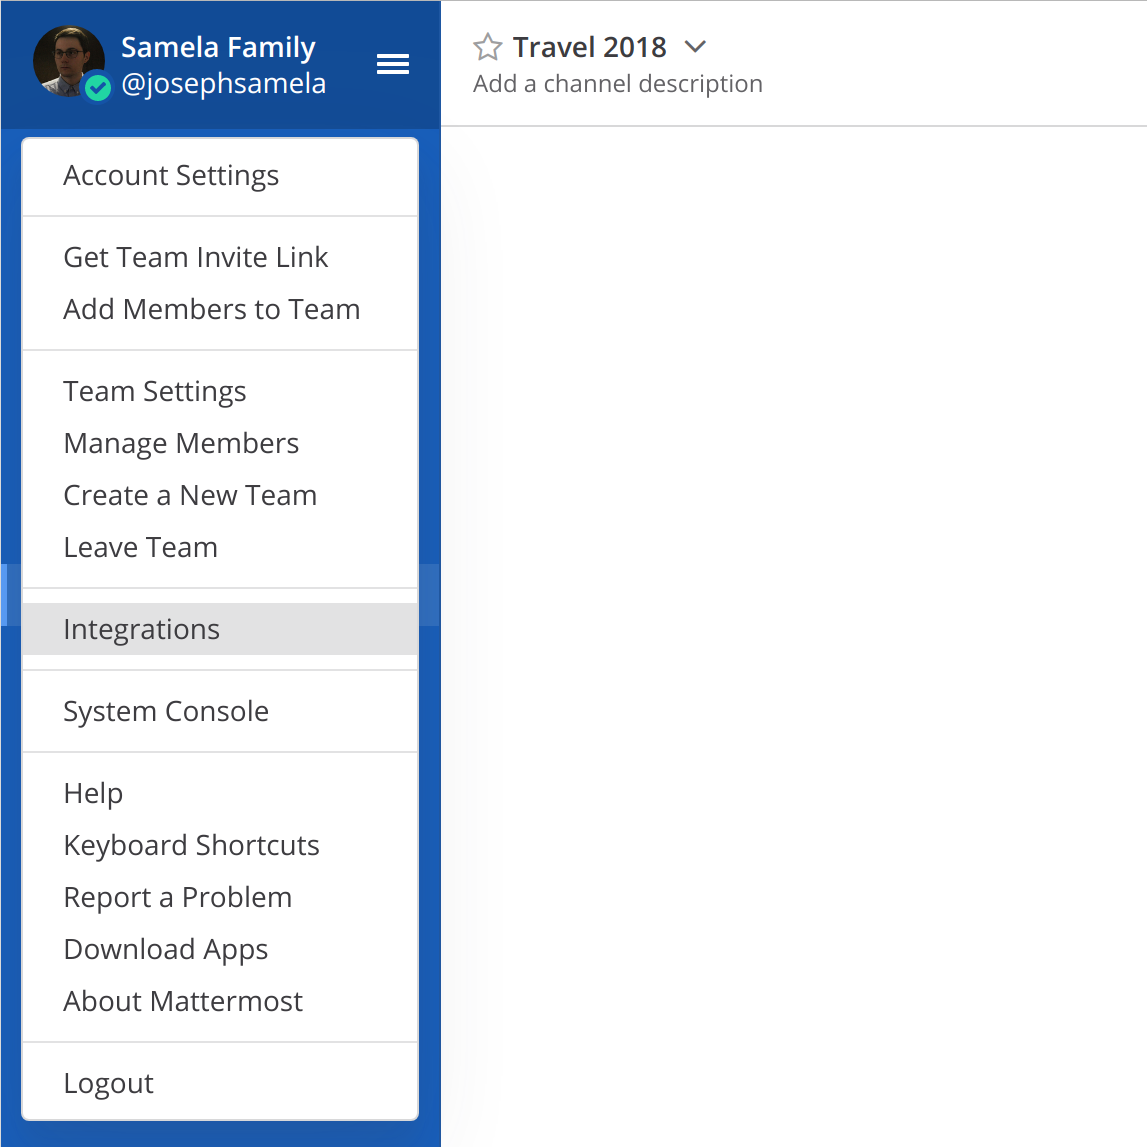 Samela Family
@josephsamela
Travel 2018
Add a channel description
Account Settings
Get Team Invite Link
Add Members to Team
Team Settings
Manage Members
Create a New Team
Leave Team
Integrations
System Console
Help
Keyboard Shortcuts
Report a Problem
Download Apps
About Mattermost
Logout